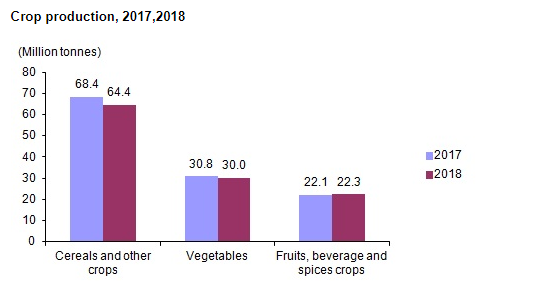 Crop production, 2017,2018
(Million tonnes)
80
70
60
50
40
30
20
10
0
68.4 64.4
30.8 30.0
22.1 22.3
Cereals and other
crops
Vegetables
Fruits, beverage and
spices crops
2017
2018